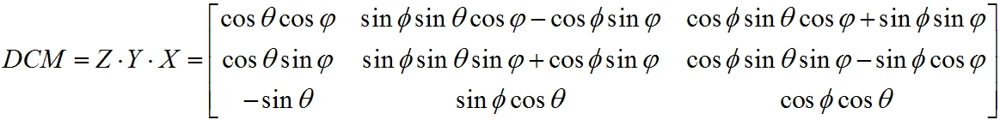 cos θ cos φ sin ϕ sin θ cos φ − cos ϕ sin φ cos ϕ sin θ cos φ + sin ϕ sin φ
DCM = Z · Y · X = cos θ sin φ sin ϕ sin θ sin φ + cos ϕ sin φ cos ϕ sin θ sin φ − sin ϕ cos φ
− sin θ sin ϕ cos θ cos ϕ cos θ